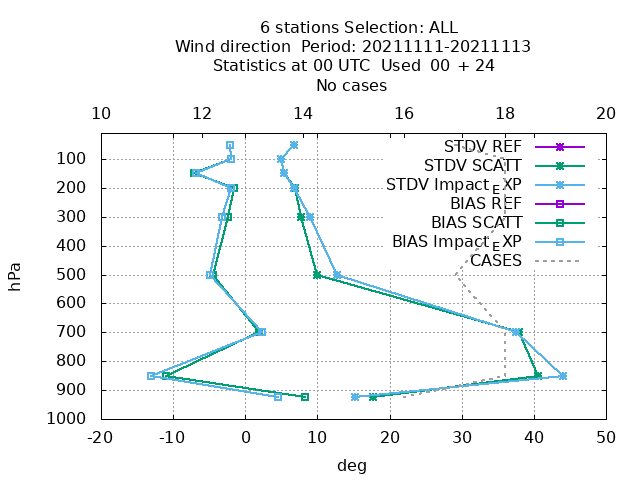 6 stations Selection: ALL
Wind direction  Period: 20211111-20211113
Statistics at 00 UTC  Used  00 + 24
No cases
10 12 14 16 18 20
STDV REF
STDV SCATT
STDV Impact_EXP
BIAS REF
BIAS SCATT
BIAS Impact_EXP
CASES
hPa
100
200
300
400
500
600
700
800
900
1000
-20 -10 0 10 20 30 40 50
deg